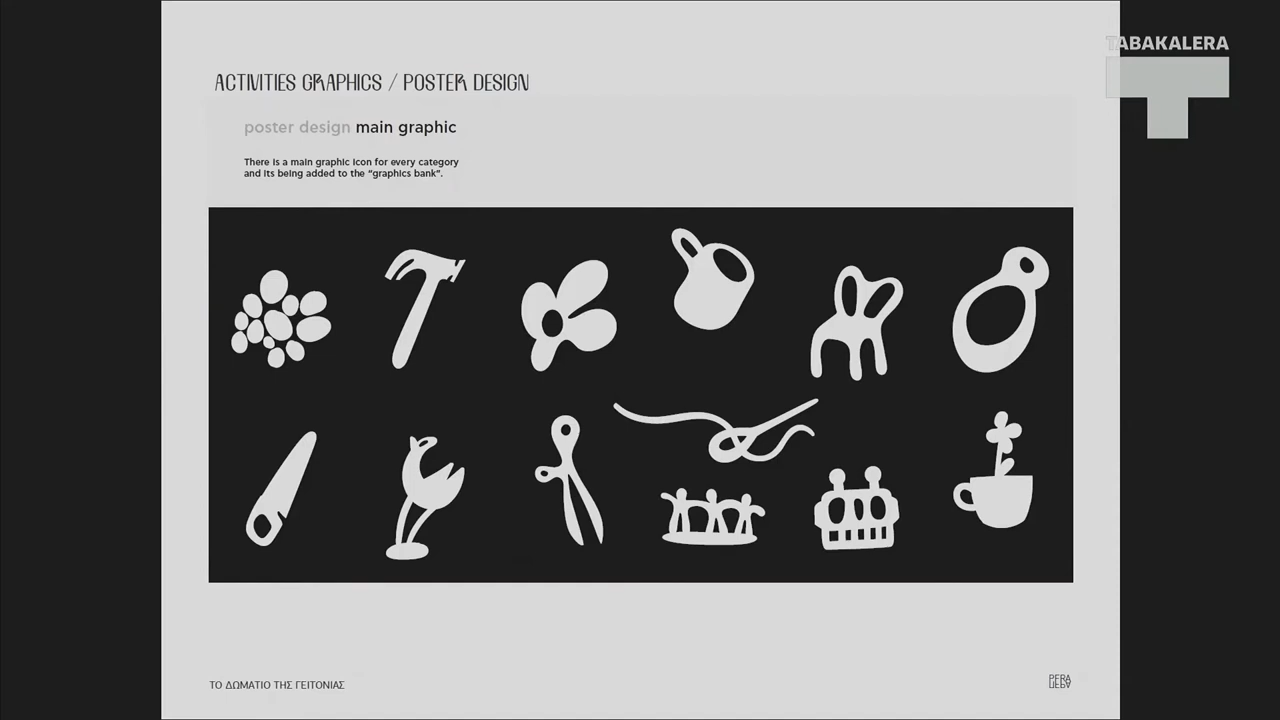 TABAKALERA
ACTIVITIES GRAPHICS / POSTER DESIGN
poster design main graphic
There is a main graphic icon for every category
and its being added to the “graphics bank”.
ΤΟ ΔΩΜΑΤΙΟ ΤΗΣ ΓΕΙΤΟΝΙΑΣ